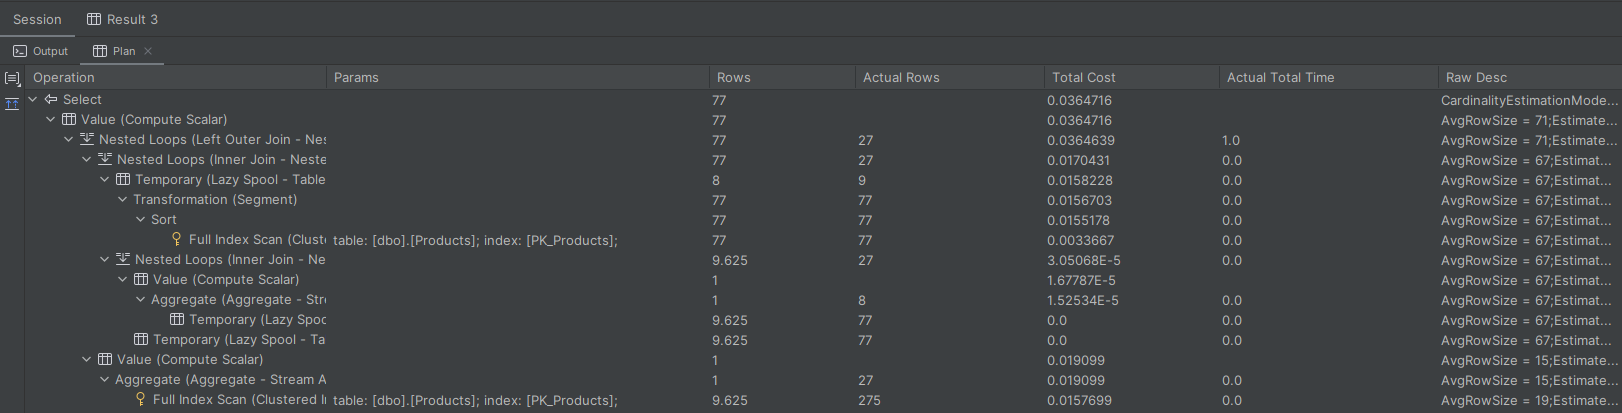 Session Result 3
Output Plan
Operation Params Rows Actual Rows Total Cost Actual Total Time Raw Desc
Select 77 0.0364716 CardinalityEstimationMode...
Value (Compute Scalar) 77 0.0364716 AvgRowSize = 71;Estimate...
Nested Loops (Left Outer Join - Nes 77 27 0.0364639 1.0 AvgRowSize = 71;Estimate...
Nested Loops (Inner Join - Neste 77 27 0.0170431 0.0 AvgRowSize = 67;Estimat...
Temporary (Lazy Spool - Table 8 9 0.0158228 0.0 AvgRowSize = 67;Estimat...
Transformation (Segment) 77 77 0.0156703 0.0 AvgRowSize = 67;Estimat...
Sort 77 77 0.0155178 0.0 AvgRowSize = 67;Estimat...
Full Index Scan (Cluste table: [dbo].[Products]; index: [PK_Products]; 77 77 0.0033667 0.0 AvgRowSize = 67;Estimat...
Nested Loops (Inner Join - Ne 9.625 27 3.05068E-5 0.0 AvgRowSize = 67;Estimat...
Value (Compute Scalar) 1 1.67787E-5 AvgRowSize = 67;Estimat...
Aggregate (Aggregate - Stre 1 8 1.52534E-5 0.0 AvgRowSize = 67;Estimat...
Temporary (Lazy Spoo 9.625 77 0.0 0.0 AvgRowSize = 67;Estimat...
Temporary (Lazy Spool - Ta 9.625 77 0.0 0.0 AvgRowSize = 67;Estimat...
Value (Compute Scalar) 1 0.019099 AvgRowSize = 15;Estimate...
Aggregate (Aggregate - Stream A 1 27 0.019099 0.0 AvgRowSize = 15;Estimate...
Full Index Scan (Clustered In table: [dbo].[Products]; index: [PK_Products]; 9.625 275 0.0157699 0.0 AvgRowSize = 19;Estimate...